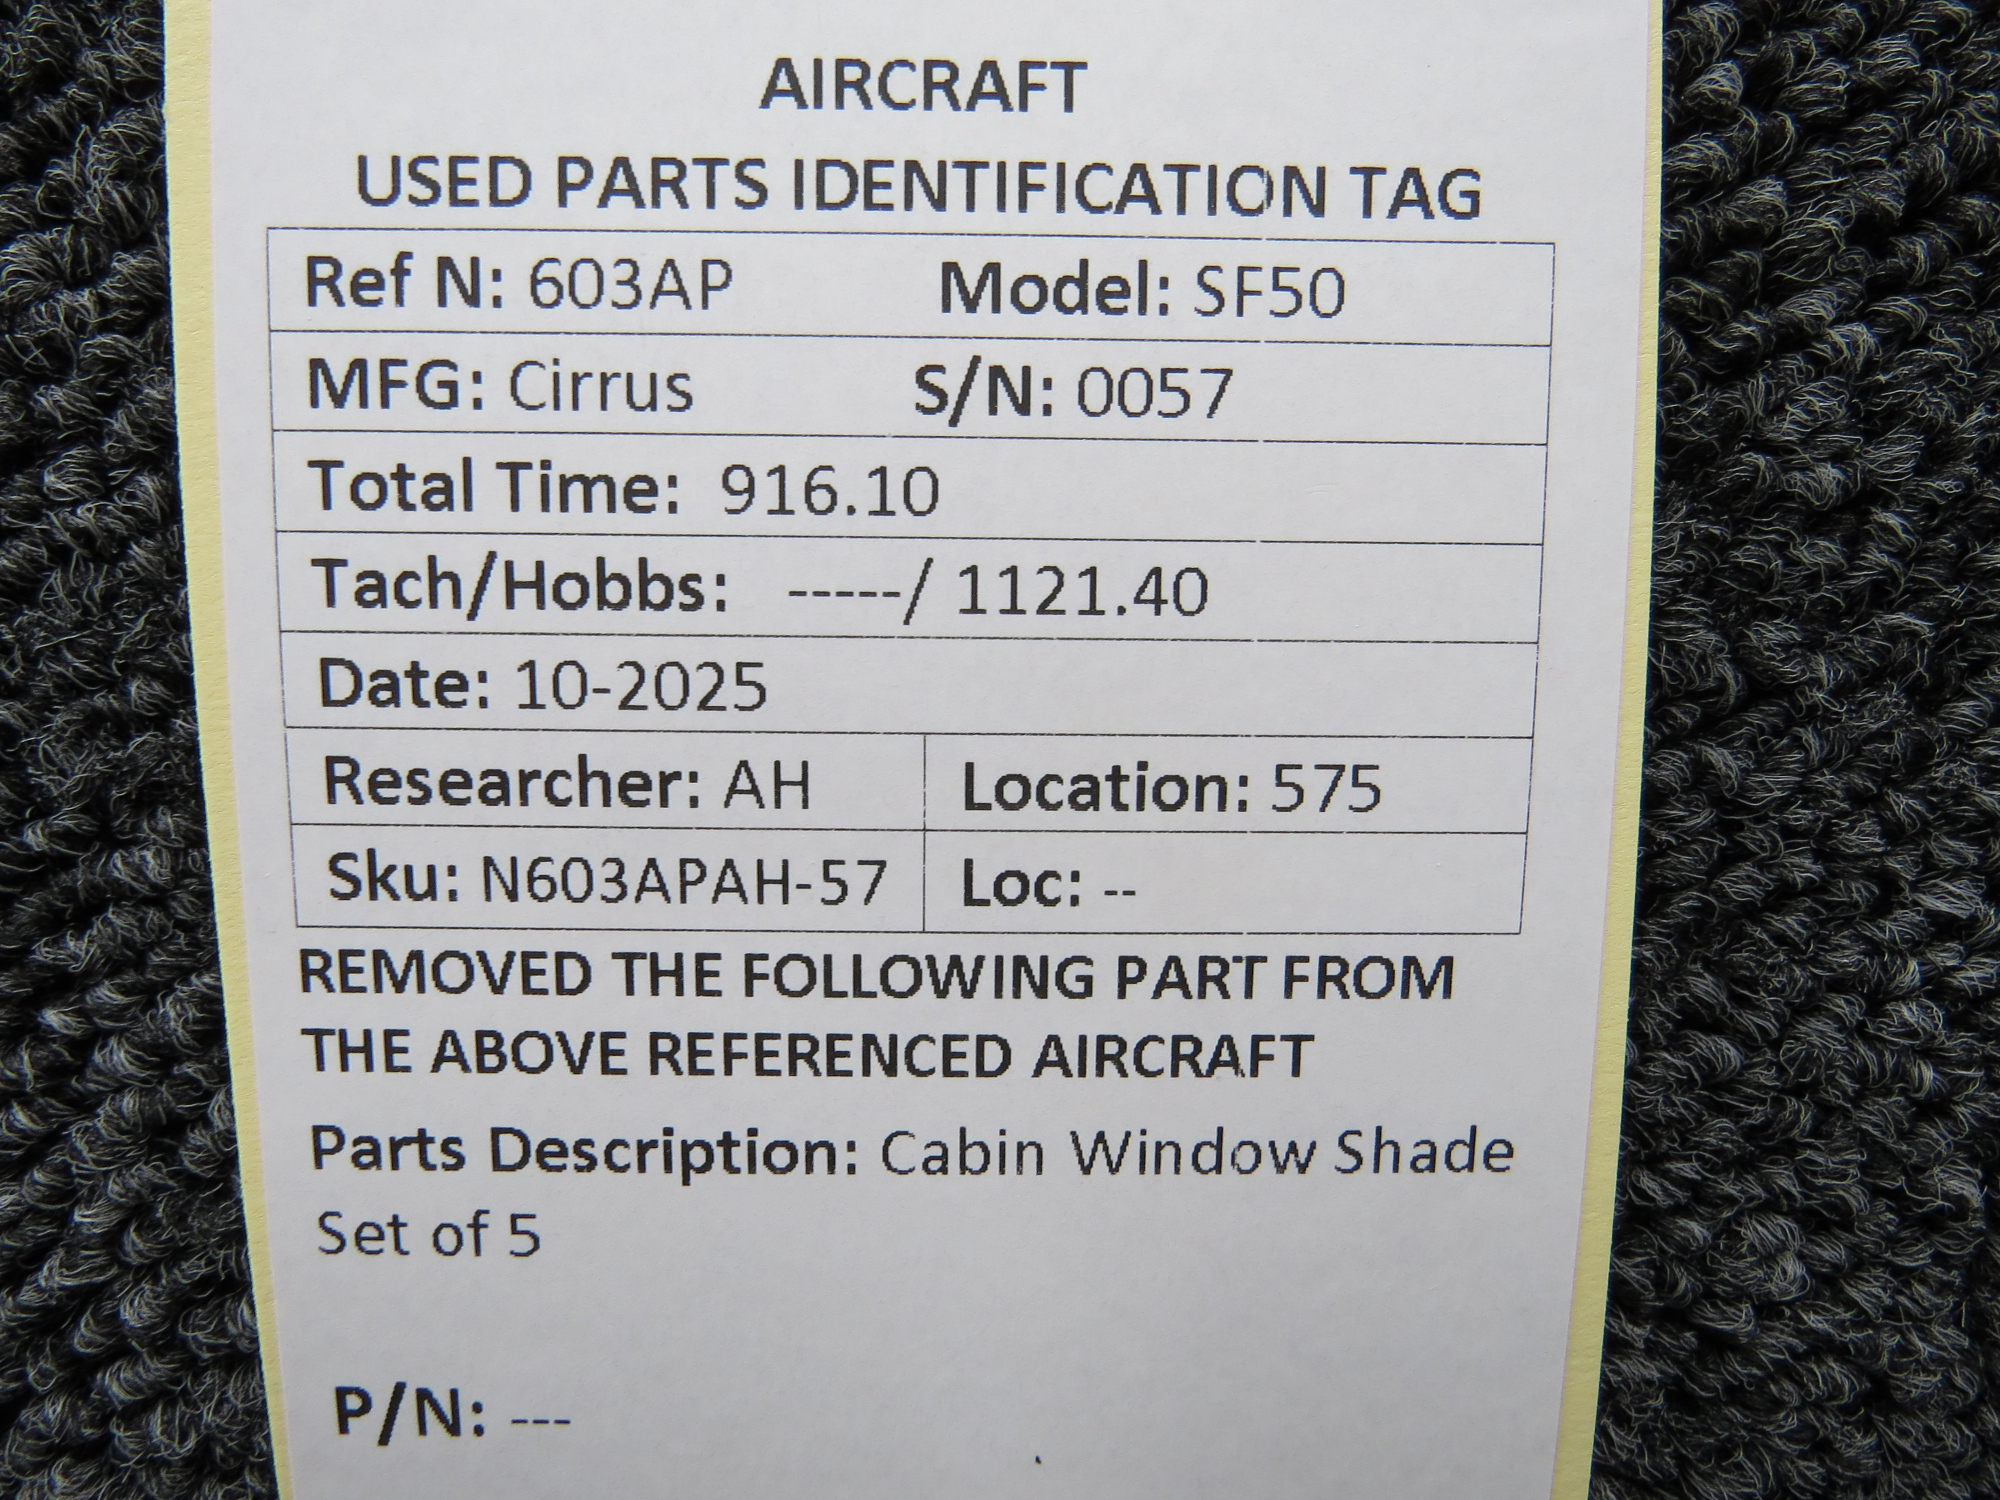 AIRCRAFT
USED PARTS IDENTIFICATION TAG
Ref N: 603AP Model: SF50
MFG: Cirrus S/N: 0057
Total Time: 916.10
Tach/Hobbs: -----/ 1121.40
Date: 10-2025
Researcher: AH Location: 575
Sku: N603APAH-57 Loc: --
REMOVED THE FOLLOWING PART FROM
THE ABOVE REFERENCED AIRCRAFT
Parts Description: Cabin Window Shade
Set of 5
P/N: ---